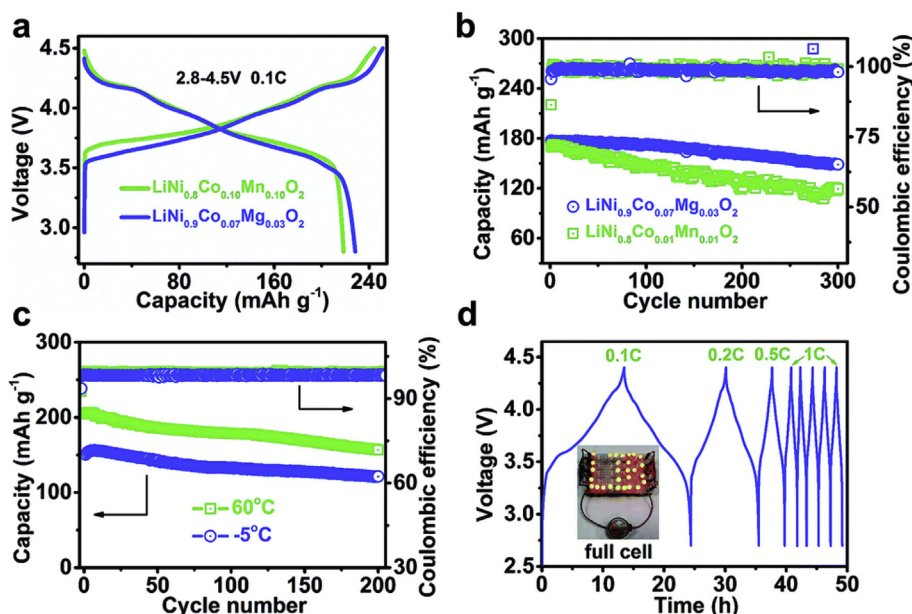 a
4.5
4.0
3.5
3.0
Voltage (V)
2.8-4.5V 0.1C
LiNi0.8Co0.10Mn0.10O2
LiNi0.9Co0.07Mg0.03O2
0
80
160
240
Capacity (mAh g-1)
b
300
240
180
120
60
Capacity (mAh g-1)
100
75
50
Coulombic efficiency (%)
LiNi0.9Co0.07Mg0.03O2
LiNi0.8Co0.01Mn0.01O2
0
100
200
300
Cycle number
c
300
250
200
150
100
50
0
Capacity (mAh g-1)
90
60
30
Coulombic efficiency (%)
60oC
-5oC
0
50
100
150
200
Cycle number
d
4.5
4.0
3.5
3.0
2.5
Voltage (V)
0.1C
0.2C
0.5C
1C
full cell
0
10
20
30
40
50
Time (h)